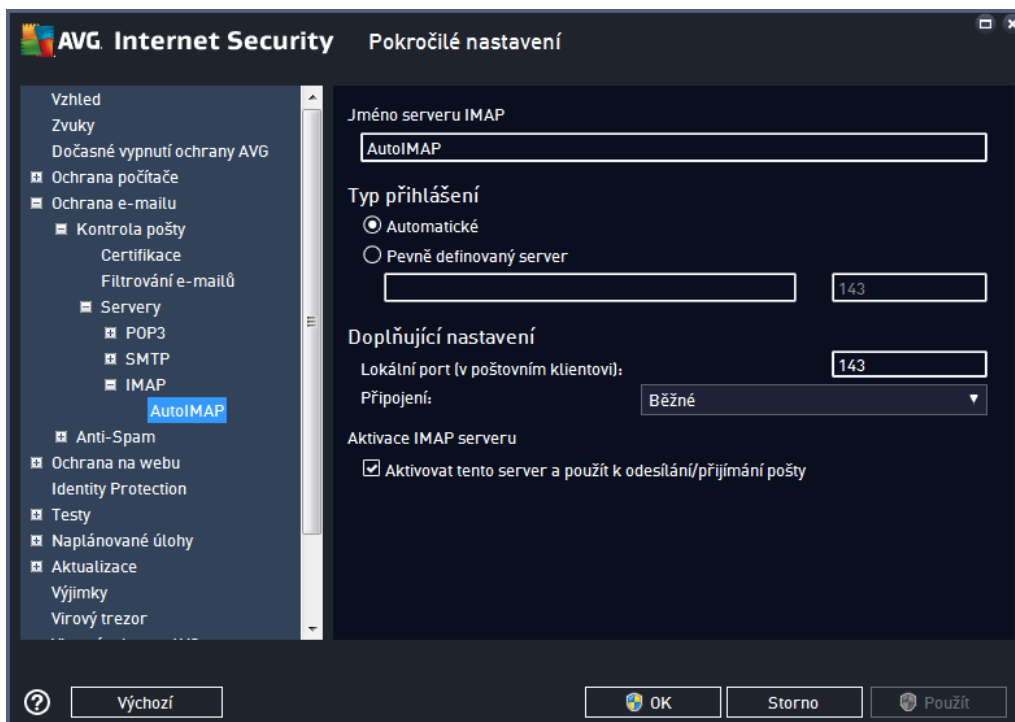 AVG. Internet Security Pokročilé nastavení
Vzhled
Zvuky
Dočasné vypnutí ochrany AVG
Ochrana počítače
Ochrana e-mailu
Kontrola pošty
Certifikace
Filtrování e-mailů
Servery
POP3
SMTP
IMAP
AutoIMAP
Anti-Spam
Ochrana na webu
Identity Protection
Testy
Naplánované úlohy
Aktualizace
Výjimky
Virový trezor
Jméno serveru IMAP
AutoIMAP
Typ přihlášení
Automatické
Pevně definovaný server
143
Doplňující nastavení
Lokální port (v poštovním klientovi): 143
Připojení: Běžné
Aktivace IMAP serveru
Aktivovat tento server a použít k odesílání/přijímání pošty
? Výchozí OK Storno Použít